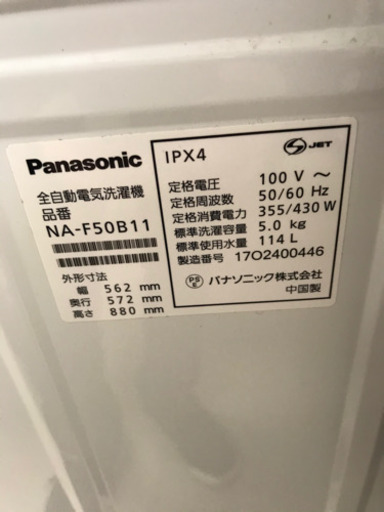 Panasonic
全自動電気洗濯機
品番
NA-F50B11
外形寸法
幅 562 mm
奥行 572 mm
高さ 880 mm
IPX4
JET
定格電圧 100 V ～
定格周波数 50/60 Hz
定格消費電力 355/430 W
標準洗濯容量 5.0 kg
標準使用水量 114 L
製造番号 17O2400446
PS E パナソニック株式会社
中国製